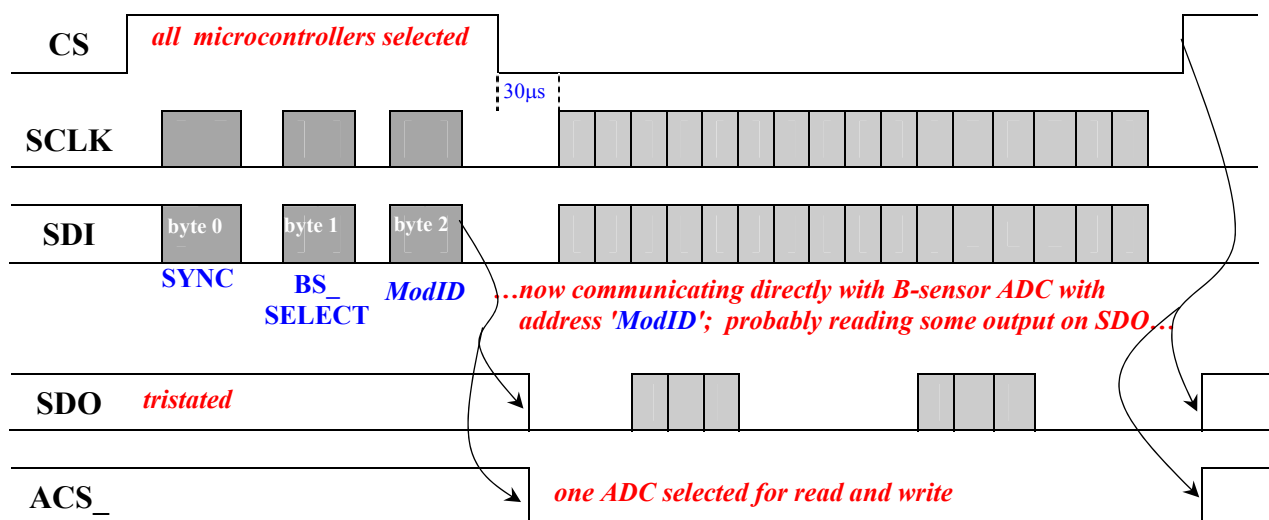 CS
all microcontrollers selected
30µs
SCLK
SDI
byte 0
byte 1
byte 2
SYNC
BS_
SELECT
ModID
...now communicating directly with B-sensor ADC with
address 'ModID'; probably reading some output on SDO...
SDO
tristated
ACS_
one ADC selected for read and write